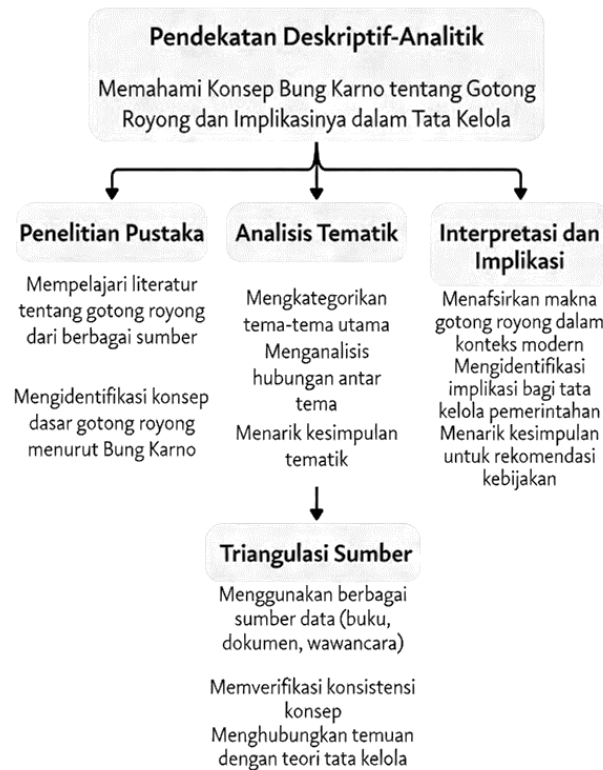 Pendekatan Deskriptif-Analitik
Memahami Konsep Bung Karno tentang Gotong
Royong dan Implikasinya dalam Tata Kelola
Penelitian Pustaka
Mempelajari literatur
tentang gotong royong
dari berbagai sumber
Mengidentifikasi konsep
dasar gotong royong
menurut Bung Karno
Analisis Tematik
Mengkategorikan
tema-tema utama
Menganalisis
hubungan antar
tema
Menarik kesimpulan
tematik
Interpretasi dan
Implikasi
Menafsirkan makna
gotong royong dalam
konteks modern
Mengidentifikasi
implikasi bagi tata
kelola pemerintahan
Menarik kesimpulan
untuk rekomendasi
kebijakan
Triangulasi Sumber
Menggunakan berbagai
sumber data (buku,
dokumen, wawancara)
Memverifikasi konsistensi
konsep
Menghubungkan temuan
dengan teori tata kelola